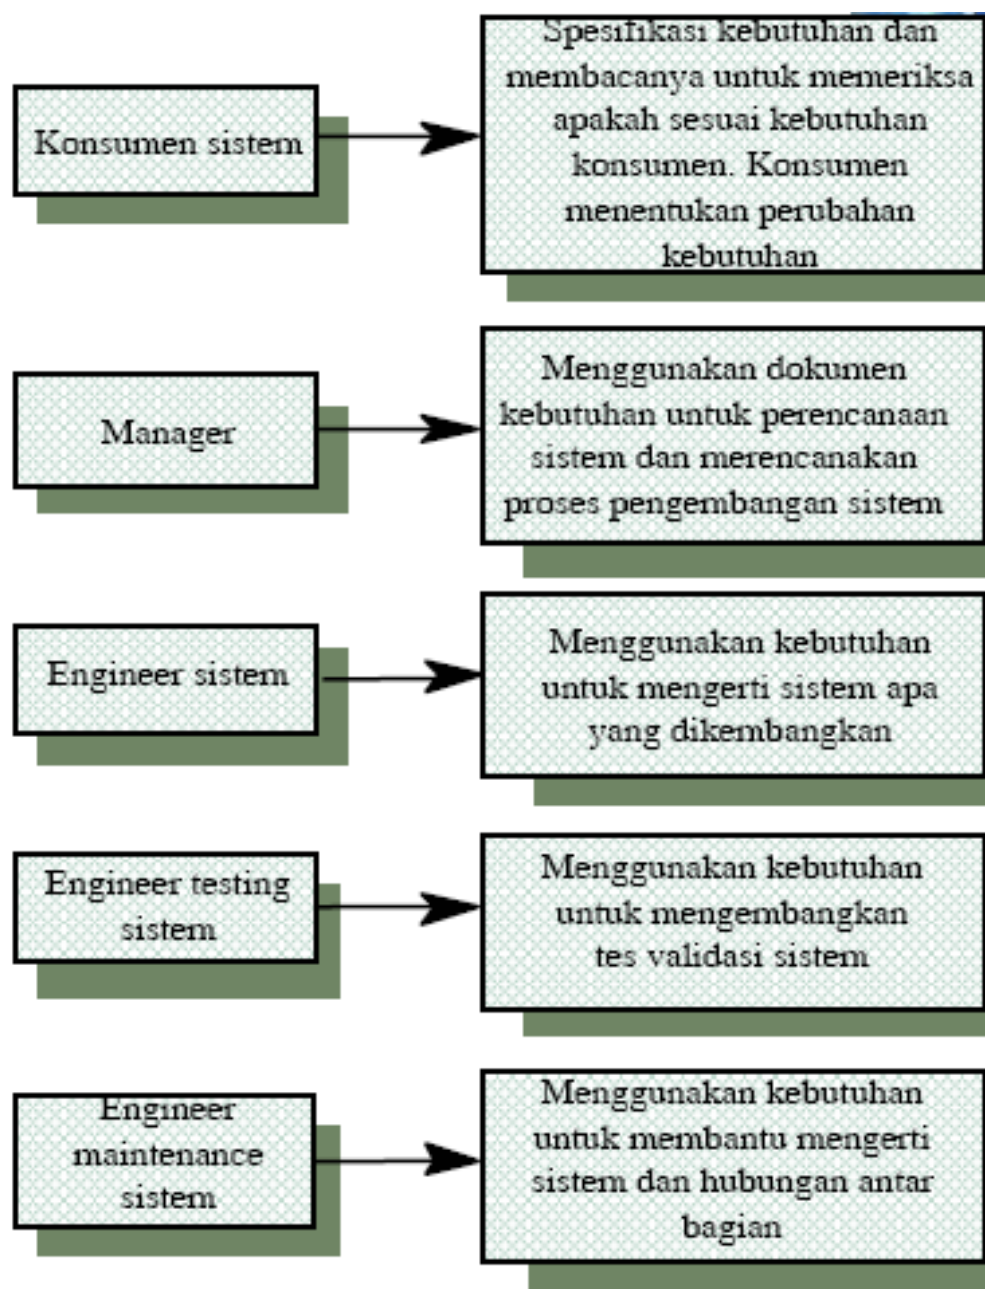 Konsumen sistem
Spesifikasi kebutuhan dan
membacanya untuk memeriksa
apakah sesuai kebutuhan
konsumen. Konsumen
menentukan perubahan
kebutuhan
Manager
Menggunakan dokumen
kebutuhan untuk perencanaan
sistem dan merencanakan
proses pengembangan sistem
Engineer sistem
Menggunakan kebutuhan
untuk mengerti sistem apa
yang dikembangkan
Engineer testing
sistem
Menggunakan kebutuhan
untuk mengembangkan
tes validasi sistem
Engineer
maintenance
sistem
Menggunakan kebutuhan
untuk membantu mengerti
sistem dan hubungan antar
bagian